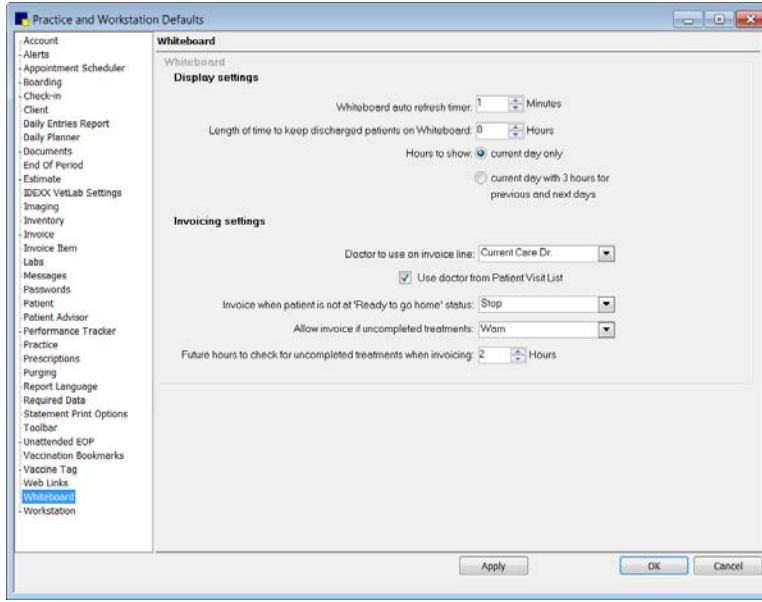 Practice and Workstation Defaults
Account
Alerts
Appointment Scheduler
Boarding
Check-in
Client
Daily Entries Report
Daily Planner
Documents
End Of Period
Estimate
IDEXX VetLab Settings
Imaging
Inventory
Invoice
Invoice Item
Labs
Messages
Passwords
Patient
Patient Advisor
Performance Tracker
Practice
Prescriptions
Purging
Report Language
Required Data
Statement Print Options
Toolbar
Unattended EOP
Vaccination Bookmarks
Vaccine Tag
Web Links
Whiteboard
Workstation
Whiteboard
Whiteboard
Display settings
Whiteboard auto refresh timer: 1 Minutes
Length of time to keep discharged patients on Whiteboard: 0 Hours
Hours to show: current day only
current day with 3 hours for
previous and next days
Invoicing settings
Doctor to use on invoice line: Current Care Dr.
Use doctor from Patient Visit List
Invoice when patient is not at 'Ready to go home' status: Stop
Allow invoice if uncompleted treatments: Warn
Future hours to check for uncompleted treatments when invoicing: 2 Hours
Apply OK Cancel